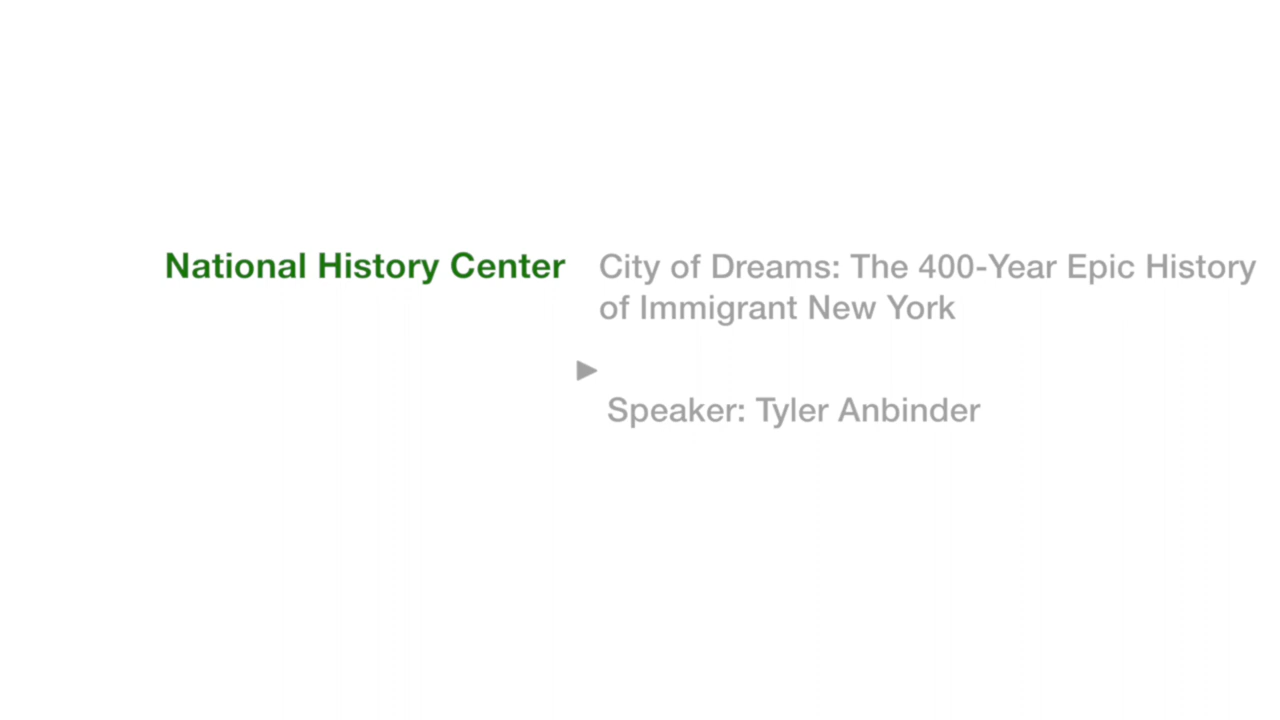 National History Center
City of Dreams: The 400-Year Epic History
of Immigrant New York
Speaker: Tyler Anbinder